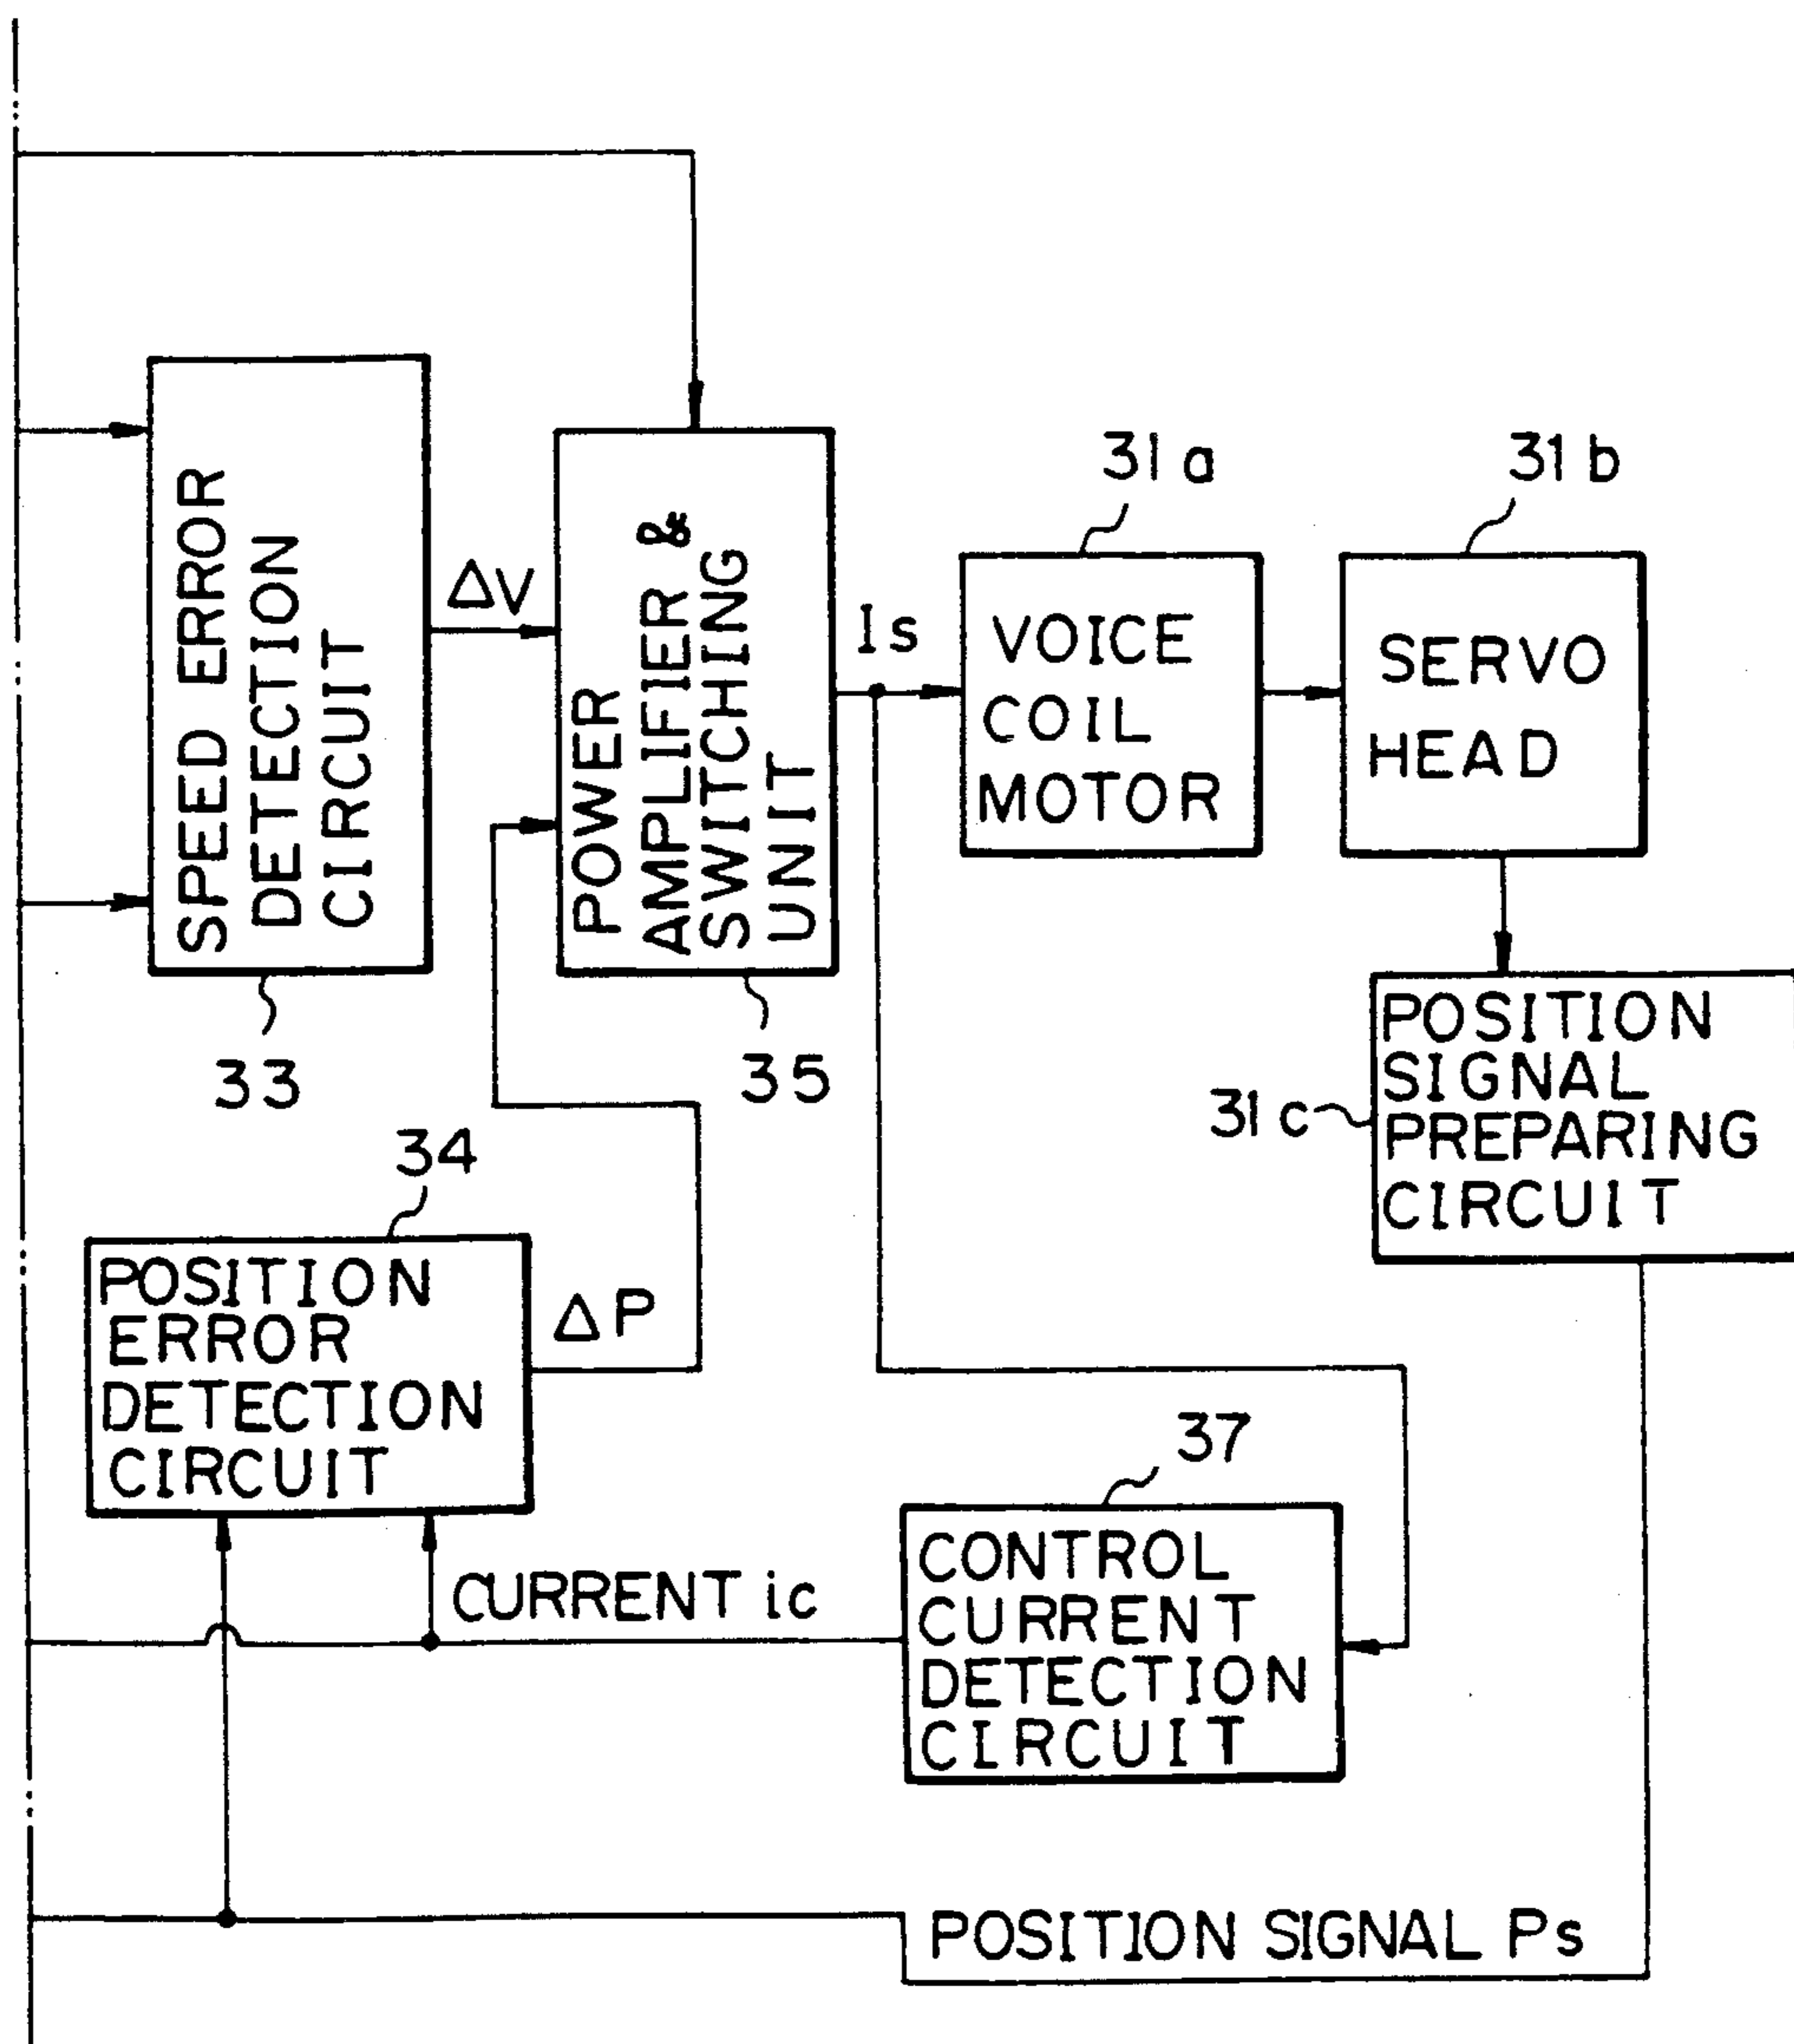 31a
31b
SPEED ERROR
DETECTION
CIRCUIT
ΔV
POWER
AMPLIFIER &
SWITCHING
UNIT
Is
VOICE
COIL
MOTOR
SERVO
HEAD
33
35
POSITION
SIGNAL
PREPARING
CIRCUIT
31c
34
POSITION
ERROR
DETECTION
CIRCUIT
ΔP
37
CONTROL
CURRENT
DETECTION
CIRCUIT
CURRENT ic
POSITION SIGNAL Ps